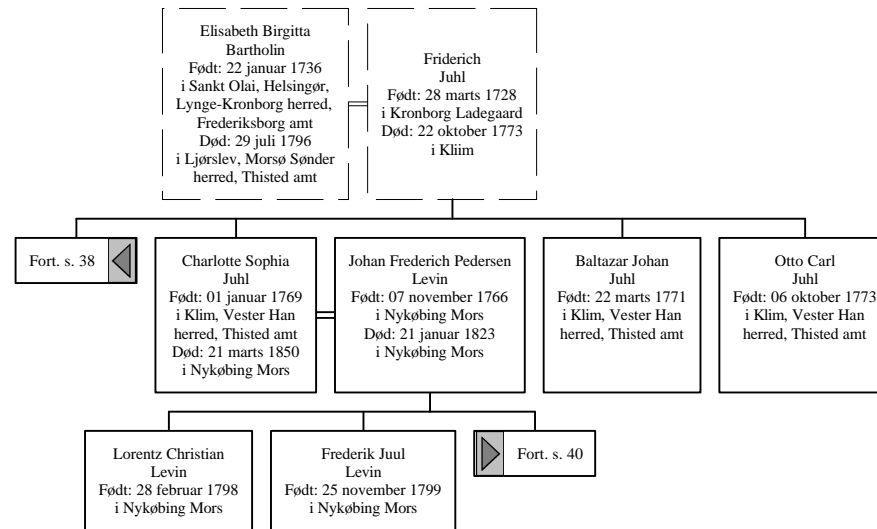 Elisabeth Birgitta
Bartholin
Født: 22 januar 1736
i Sankt Olai, Helsingør,
Lynge-Kronborg herred,
Frederiksborg amt
Død: 29 juli 1796
i Ljørslev, Morsø Sønder
herred, Thisted amt
Friderich
Juhl
Født: 28 marts 1728
i Kronborg Ladegaard
Død: 22 oktober 1773
i Kliim
Fort. s. 38
Charlotte Sophia
Juhl
Født: 01 januar 1769
i Klim, Vester Han
herred, Thisted amt
Død: 21 marts 1850
i Nykøbing Mors
Johan Frederich Pedersen
Levin
Født: 07 november 1766
i Nykøbing Mors
Død: 21 januar 1823
i Nykøbing Mors
Baltazar Johan
Juhl
Født: 22 marts 1771
i Klim, Vester Han
herred, Thisted amt
Otto Carl
Juhl
Født: 06 oktober 1773
i Klim, Vester Han
herred, Thisted amt
Lorentz Christian
Levin
Født: 28 februar 1798
i Nykøbing Mors
Frederik Juul
Levin
Født: 25 november 1799
i Nykøbing Mors
Fort. s. 40